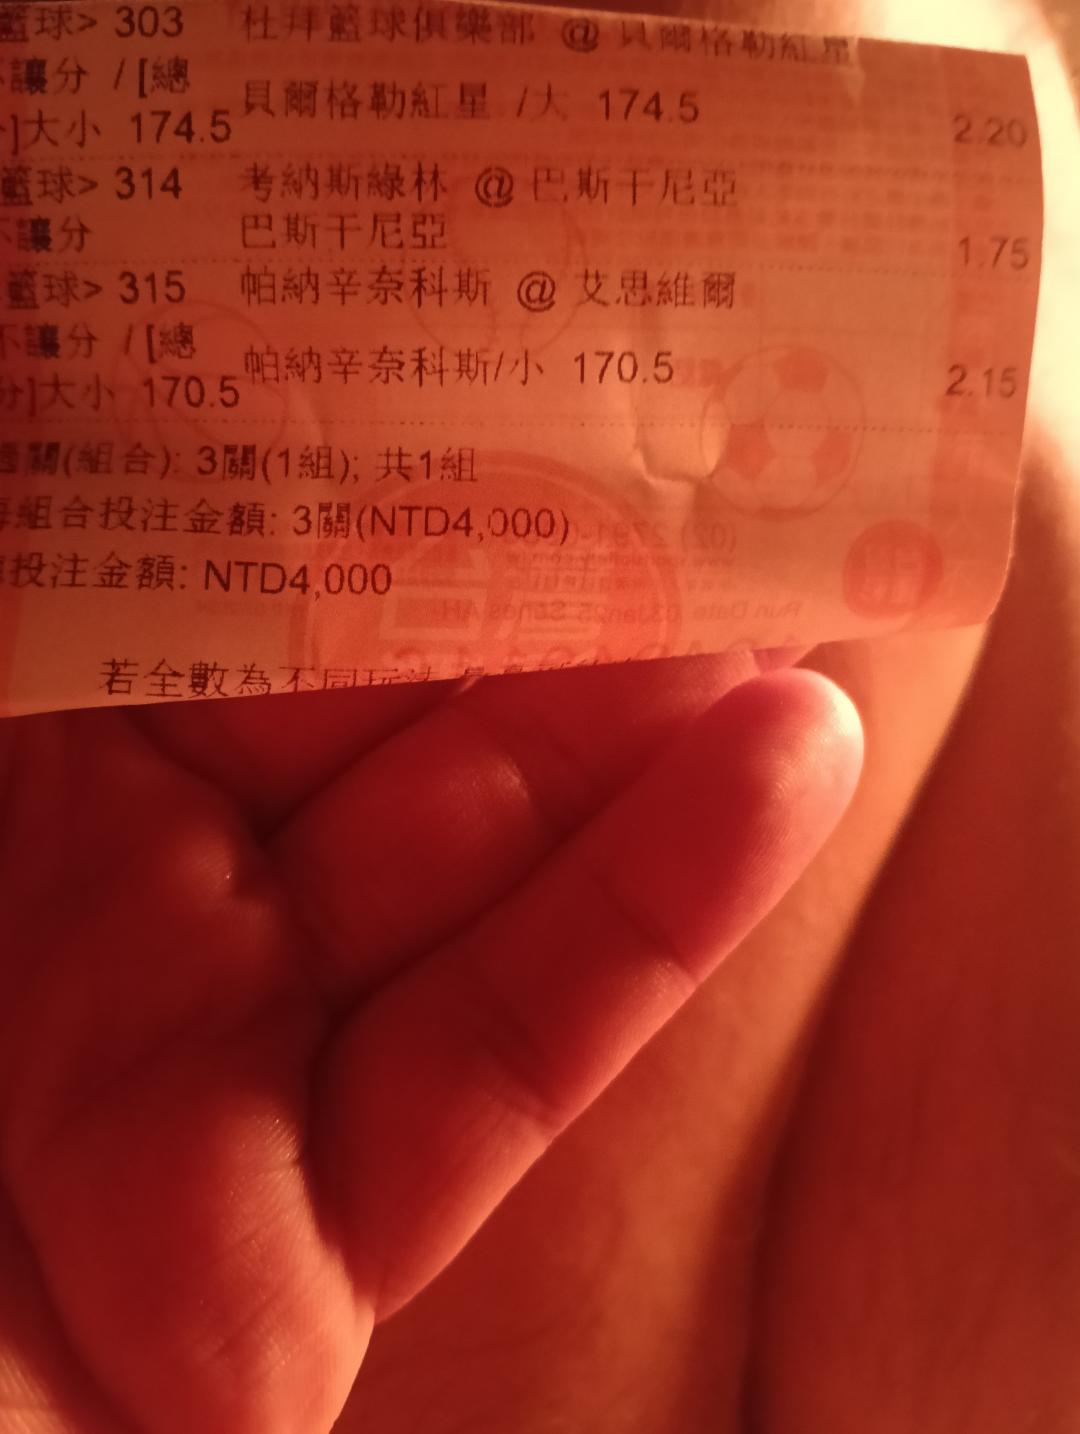 籃球> 303 杜拜籃球俱樂部 @ 貝爾格勒紅星
不讓分 / [總 貝爾格勒紅星 /大 174.5
分]大小 174.5 2.20
籃球> 314 考納斯綠林 @ 巴斯干尼亞
不讓分 巴斯干尼亞 1.75
籃球> 315 帕納辛奈科斯 @ 艾思維爾
不讓分 / [總 帕納辛奈科斯/小 170.5
分]大小 170.5 2.15
過關(組合): 3關(1組); 共1組
每組合投注金額: 3關(NTD4,000)
投注金額: NTD4,000
若全數為不同玩法